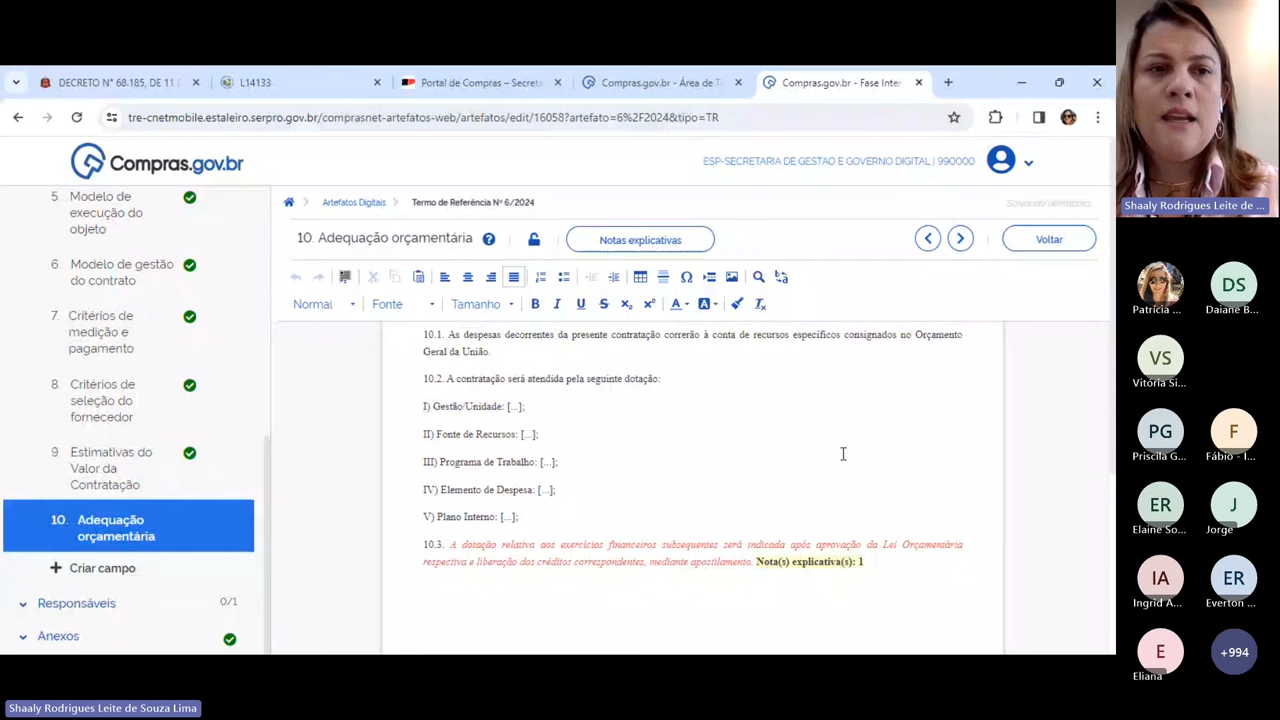 DECRETO N° 68.185, DE 11
L14133
Portal de Compras – Secreta
Compras.gov.br - Área de T
Compras.gov.br - Fase Inter
tre-cnetmobile.estaleiro.serpro.gov.br/comprasnet-artefatos-web/artefatos/edit/16058?artefato=6%2F2024&tipo=TR
Compras.gov.br
ESP-SECRETARIA DE GESTAO E GOVERNO DIGITAL | 990000
5. Modelo de
execução do
objeto
6 Modelo de gestão
do contrato
7. Critérios de
medição e
pagamento
8. Critérios de
seleção do
fornecedor
9 Estimativas do
Valor da
Contratação
10. Adequação
orçamentária
Criar campo
Responsáveis 0/1
Anexos
Artefatos Digitais
Termo de Referência Nº 6/2024
Salvando alterações.
10. Adequação orçamentária
Notas explicativas
Voltar
Normal Fonte Tamanho
10.1. As despesas decorrentes da presente contratação correrão à conta de recursos específicos consignados no Orçamento
Geral da União.
10.2. A contratação será atendida pela seguinte dotação:
I) Gestão/Unidade: [...];
II) Fonte de Recursos: [...];
III) Programa de Trabalho: [...];
IV) Elemento de Despesa: [...];
V) Plano Interno: [...];
10.3. A dotação relativa aos exercícios financeiros subsequentes será indicada após aprovação da Lei Orçamentária
respectiva e liberação dos créditos correspondentes, mediante apostilamento. Nota(s) explicativa(s): 1
Shaaly Rodrigues Leite de ...
Patrícia ...
DS
Daiane B...
VS
Vitória Si...
PG
Priscila G...
F
Fábio - I...
ER
Elaine So...
J
Jorge
IA
Ingrid A...
ER
Everton ...
E
Eliana
+994
Shaaly Rodrigues Leite de Souza Lima